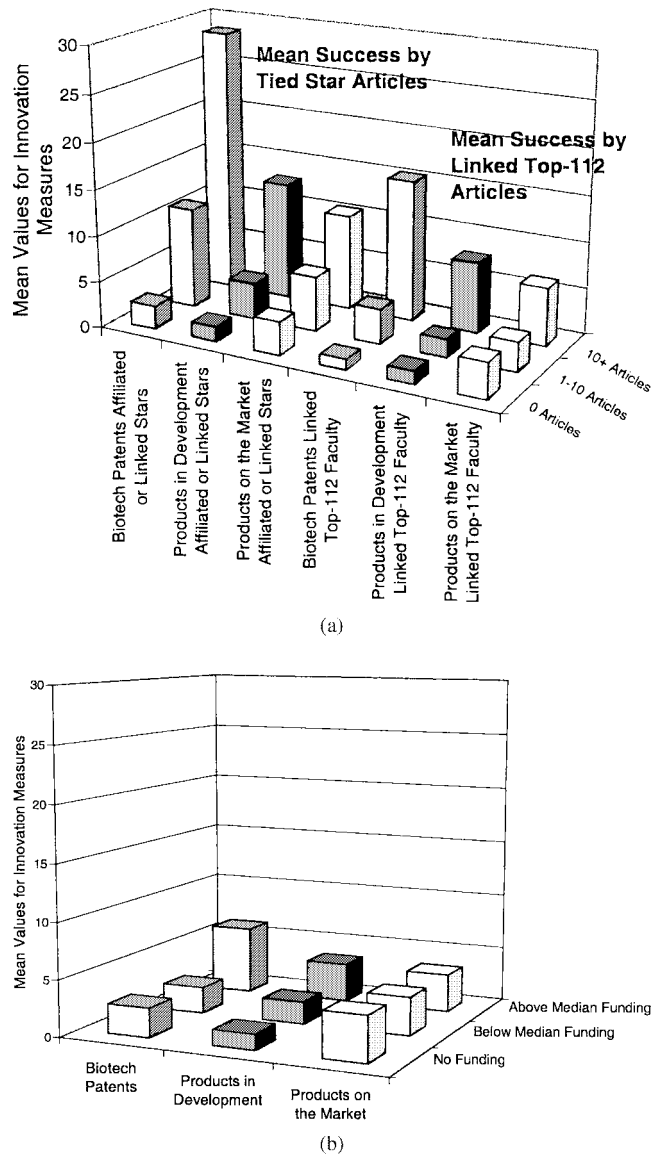 30
25
20
15
10
5
0
Mean Values for Innovation
Measures
Mean Success by
Tied Star Articles
Mean Success by
Linked Top-112
Articles
10+ Articles
1-10 Articles
0 Articles
Biotech Patents Affiliated
or Linked Stars
Products in Development
Affiliated or Linked Stars
Products on the Market
Affiliated or Linked Stars
Biotech Patents Linked
Top-112 Faculty
Products in Development
Linked Top-112 Faculty
Products on the Market
Linked Top-112 Faculty
(a)
30
25
20
15
10
5
0
Mean Values for Innovation Measures
Above Median Funding
Below Median Funding
No Funding
Biotech
Patents
Products in
Development
Products on
the Market
(b)